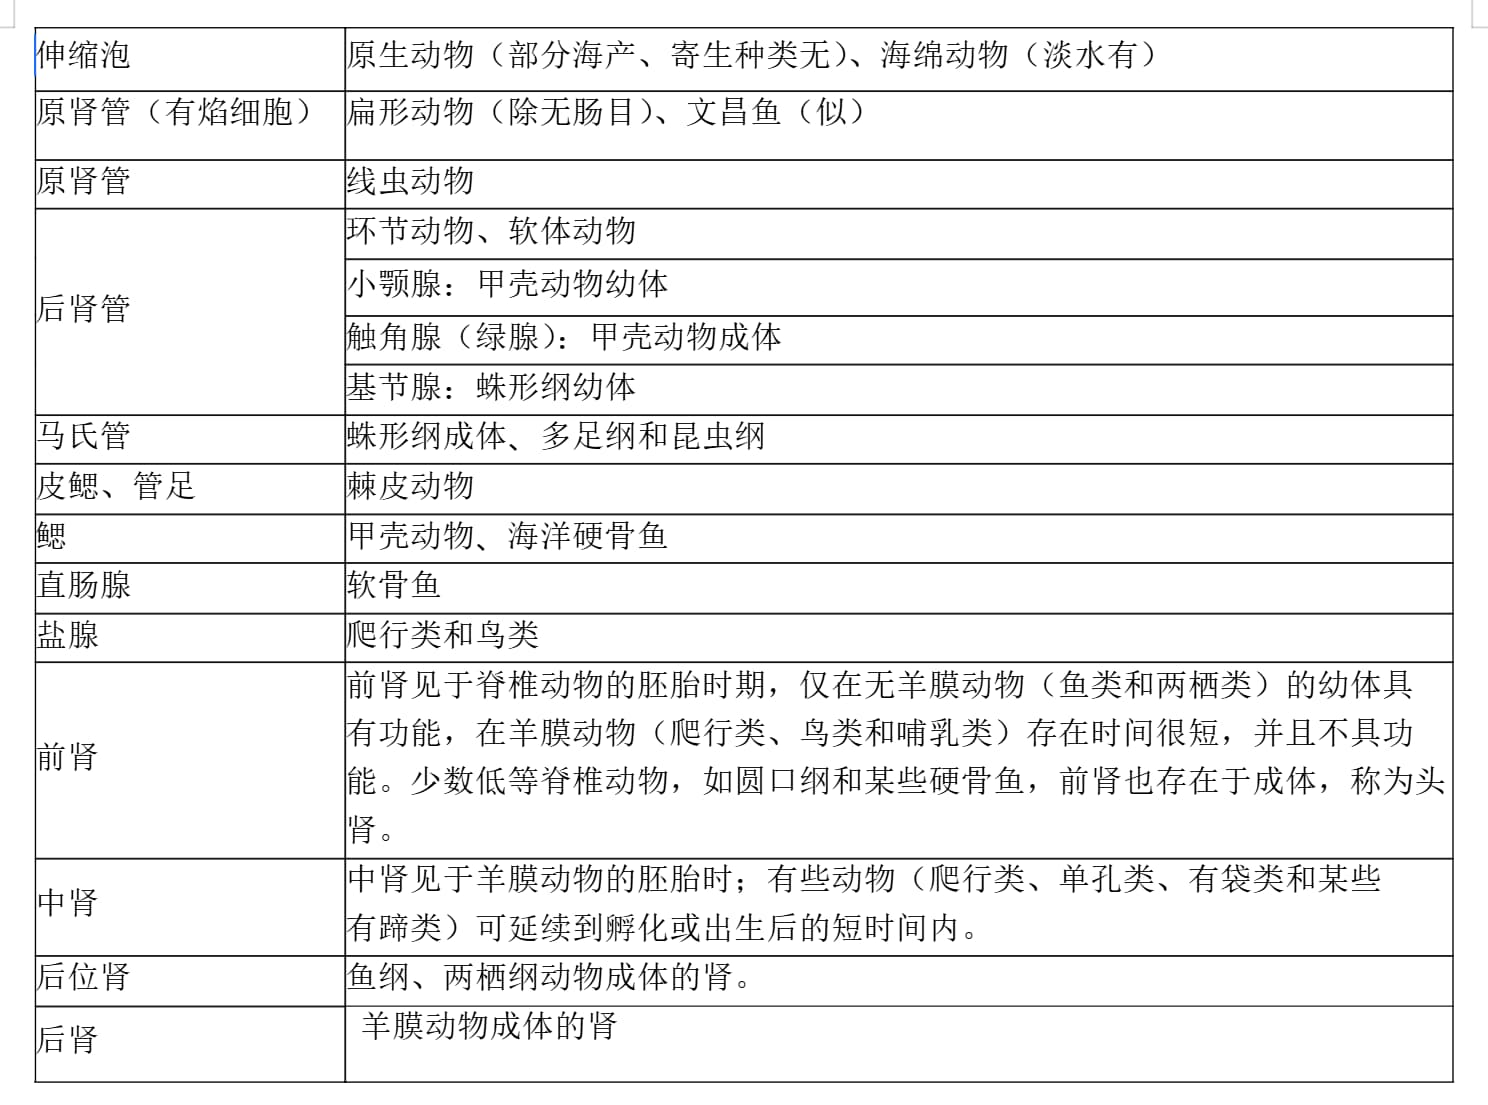 伸缩泡
原生动物（部分海产、寄生种类无）、海绵动物（淡水有）
原肾管（有焰细胞）
扁形动物（除无肠目）、文昌鱼（似）
原肾管
线虫动物
后肾管
环节动物、软体动物
小颚腺：甲壳动物幼体
触角腺（绿腺）：甲壳动物成体
基节腺：蛛形纲幼体
马氏管
蛛形纲成体、多足纲和昆虫纲
皮鳃、管足
棘皮动物
鳃
甲壳动物、海洋硬骨鱼
直肠腺
软骨鱼
盐腺
爬行类和鸟类
前肾
前肾见于脊椎动物的胚胎时期，仅在无羊膜动物（鱼类和两栖类）的幼体具
有功能，在羊膜动物（爬行类、鸟类和哺乳类）存在时间很短，并且不具功
能。少数低等脊椎动物，如圆口纲和某些硬骨鱼，前肾也存在于成体，称为头
肾。
中肾
中肾见于羊膜动物的胚胎时；有些动物（爬行类、单孔类、有袋类和某些
有蹄类）可延续到孵化或出生后的短时间内。
后位肾
鱼纲、两栖纲动物成体的肾。
后肾
羊膜动物成体的肾